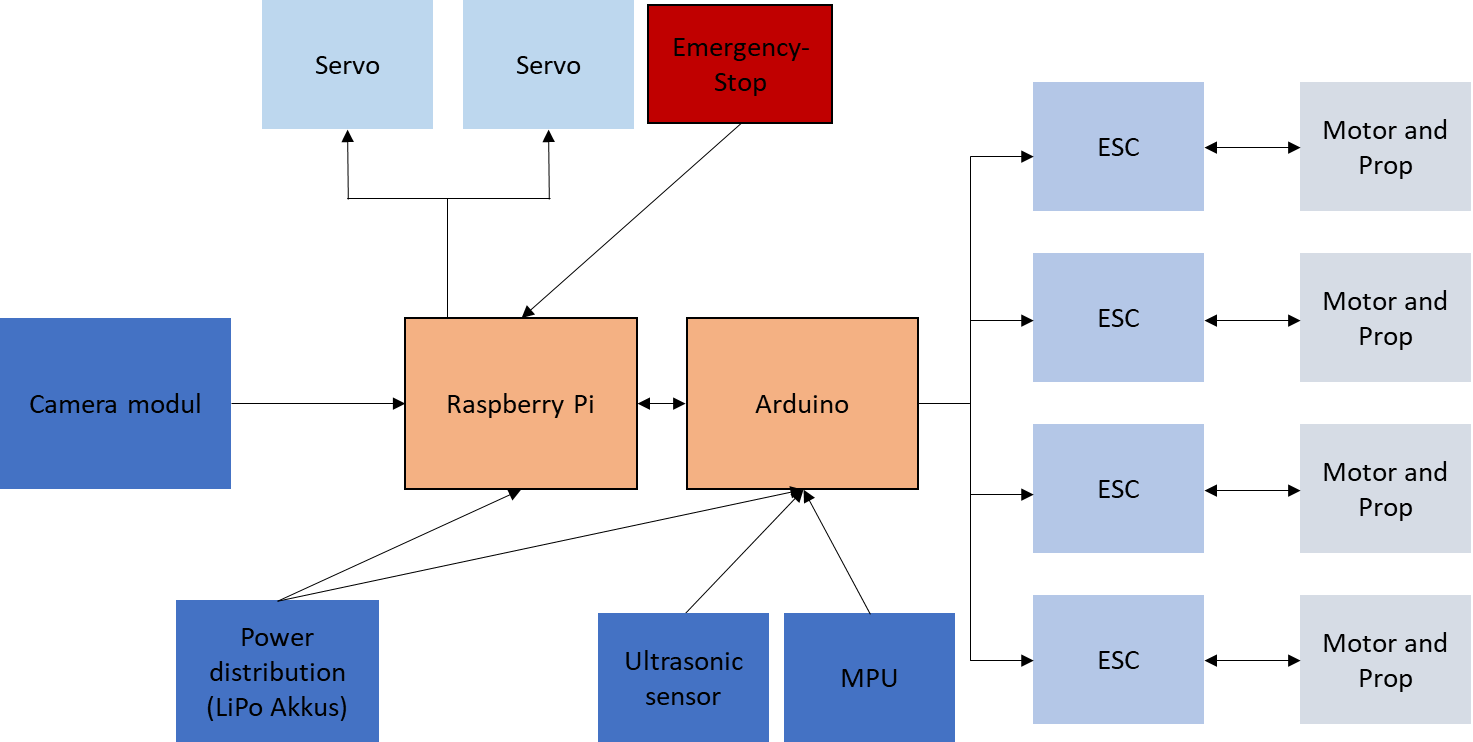 Servo
Servo
Emergency-
Stop
ESC
Motor and
Prop
ESC
Motor and
Prop
Camera modul
Raspberry Pi
Arduino
ESC
Motor and
Prop
Power
distribution
(LiPo Akkus)
Ultrasonic
sensor
MPU
ESC
Motor and
Prop